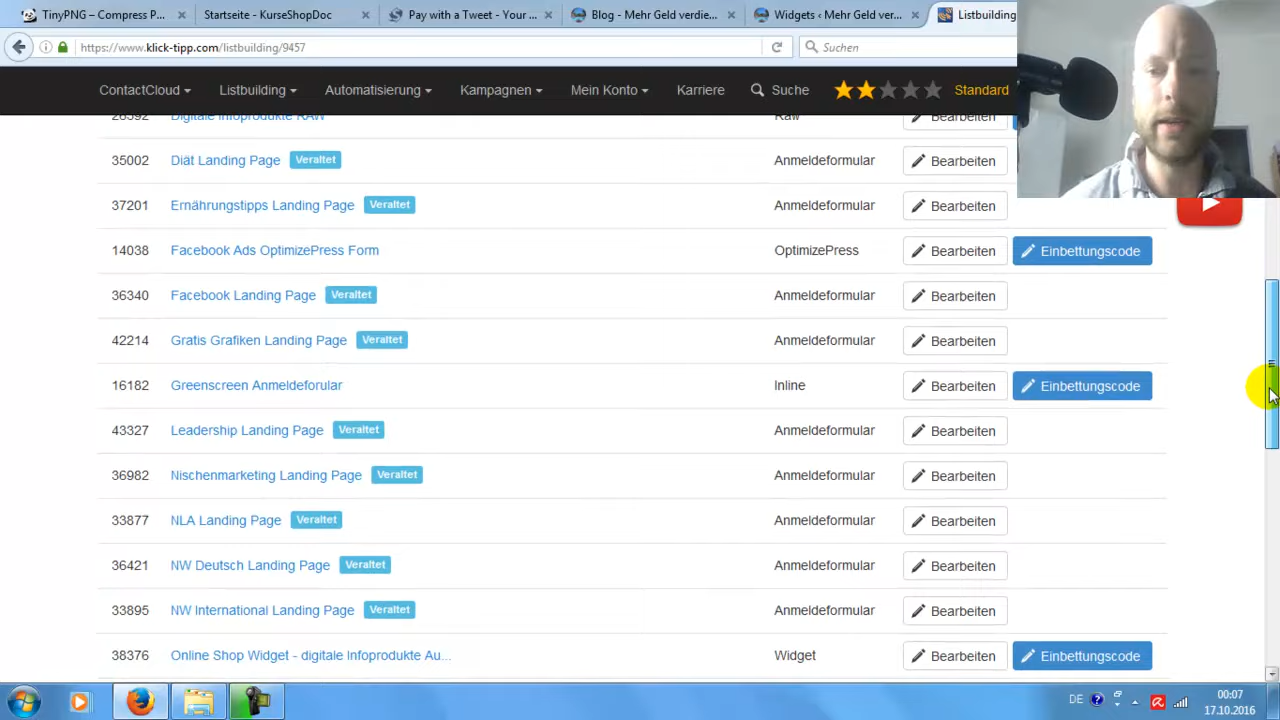 TinyPNG – Compress P...
Startseite - KurseShopDoc
Pay with a Tweet - Your ...
Blog - Mehr Geld verdie...
Widgets ‹ Mehr Geld ver...
Listbuilding
https://www.klick-tipp.com/listbuilding/9457
Suchen
ContactCloud
Listbuilding
Automatisierung
Kampagnen
Mein Konto
Karriere
Suche
Standard
26592 Digitale Infoprodukte RAW Raw Bearbeiten
35002 Diät Landing Page Veraltet Anmeldeformular Bearbeiten
37201 Ernährungstipps Landing Page Veraltet Anmeldeformular Bearbeiten
14038 Facebook Ads OptimizePress Form OptimizePress Bearbeiten Einbettungscode
36340 Facebook Landing Page Veraltet Anmeldeformular Bearbeiten
42214 Gratis Grafiken Landing Page Veraltet Anmeldeformular Bearbeiten
16182 Greenscreen Anmeldeforular Inline Bearbeiten Einbettungscode
43327 Leadership Landing Page Veraltet Anmeldeformular Bearbeiten
36982 Nischenmarketing Landing Page Veraltet Anmeldeformular Bearbeiten
33877 NLA Landing Page Veraltet Anmeldeformular Bearbeiten
36421 NW Deutsch Landing Page Veraltet Anmeldeformular Bearbeiten
33895 NW International Landing Page Veraltet Anmeldeformular Bearbeiten
38376 Online Shop Widget - digitale Infoprodukte Au... Widget Bearbeiten Einbettungscode
DE
00:07
17.10.2016